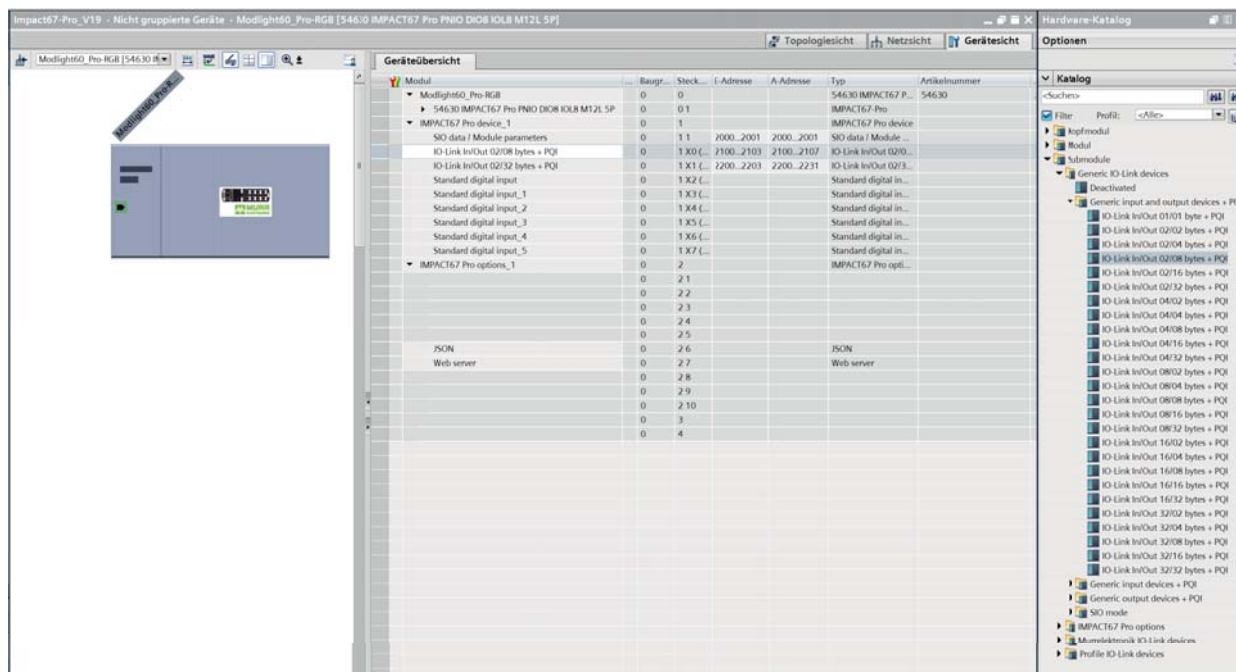 Impact67-Pro_V19 - Nicht gruppierte Geräte - Modlight60_Pro-RGB [54630 IMPACT67 Pro PNIO DIO8 IOL8 M12L 5P]
Hardware-Katalog
Topologiesicht Netzsicht Gerätesicht
Optionen
Modlight60_Pro-RGB [54630
Geräteübersicht
Modlight60_Pro-R...
Modul ... Baugr... Steck... E-Adresse A-Adresse Typ Artikelnummer
Modlight60_Pro-RGB 0 0 54630 IMPACT67 P... 54630
54630 IMPACT67 Pro PNIO DIO8 IOL8 M12L 5P 0 0 1 IMPACT67-Pro
IMPACT67 Pro device_1 0 1 IMPACT67 Pro device
SIO data / Module parameters 0 1 1 2000...2001 2000...2001 SIO data / Module ...
IO-Link In/Out 02/08 bytes + PQI 0 1 X0 (... 2100...2103 2100...2107 IO-Link In/Out 02/0...
IO-Link In/Out 02/32 bytes + PQI 0 1 X1 (... 2200...2203 2200...2231 IO-Link In/Out 02/3...
Standard digital input 0 1 X2 (... Standard digital in...
Standard digital input_1 0 1 X3 (... Standard digital in...
Standard digital input_2 0 1 X4 (... Standard digital in...
Standard digital input_3 0 1 X5 (... Standard digital in...
Standard digital input_4 0 1 X6 (... Standard digital in...
Standard digital input_5 0 1 X7 (... Standard digital in...
IMPACT67 Pro options_1 0 2 IMPACT67 Pro opti...
0 2 1
0 2 2
0 2 3
0 2 4
0 2 5
JSON 0 2 6 JSON
Web server 0 2 7 Web server
0 2 8
0 2 9
0 2 10
0 3
0 4
Katalog
<Suchen>
Filte Profil: <Alle>
Kopfmodul
Modul
Submodule
Generic IO-Link devices
Deactivated
Generic input and output devices + PQ
IO-Link In/Out 01/01 byte + PQI
IO-Link In/Out 02/02 bytes + PQI
IO-Link In/Out 02/04 bytes + PQI
IO-Link In/Out 02/08 bytes + PQI
IO-Link In/Out 02/16 bytes + PQI
IO-Link In/Out 02/32 bytes + PQI
IO-Link In/Out 04/02 bytes + PQI
IO-Link In/Out 04/04 bytes + PQI
IO-Link In/Out 04/08 bytes + PQI
IO-Link In/Out 04/16 bytes + PQI
IO-Link In/Out 04/32 bytes + PQI
IO-Link In/Out 08/02 bytes + PQI
IO-Link In/Out 08/04 bytes + PQI
IO-Link In/Out 08/08 bytes + PQI
IO-Link In/Out 08/16 bytes + PQI
IO-Link In/Out 08/32 bytes + PQI
IO-Link In/Out 16/02 bytes + PQI
IO-Link In/Out 16/04 bytes + PQI
IO-Link In/Out 16/08 bytes + PQI
IO-Link In/Out 16/16 bytes + PQI
IO-Link In/Out 16/32 bytes + PQI
IO-Link In/Out 32/02 bytes + PQI
IO-Link In/Out 32/04 bytes + PQI
IO-Link In/Out 32/08 bytes + PQI
IO-Link In/Out 32/16 bytes + PQI
IO-Link In/Out 32/32 bytes + PQI
Generic input devices + PQI
Generic output devices + PQI
SIO mode
IMPACT67 Pro options
Murrelektronik IO-Link devices
Profile IO-Link devices